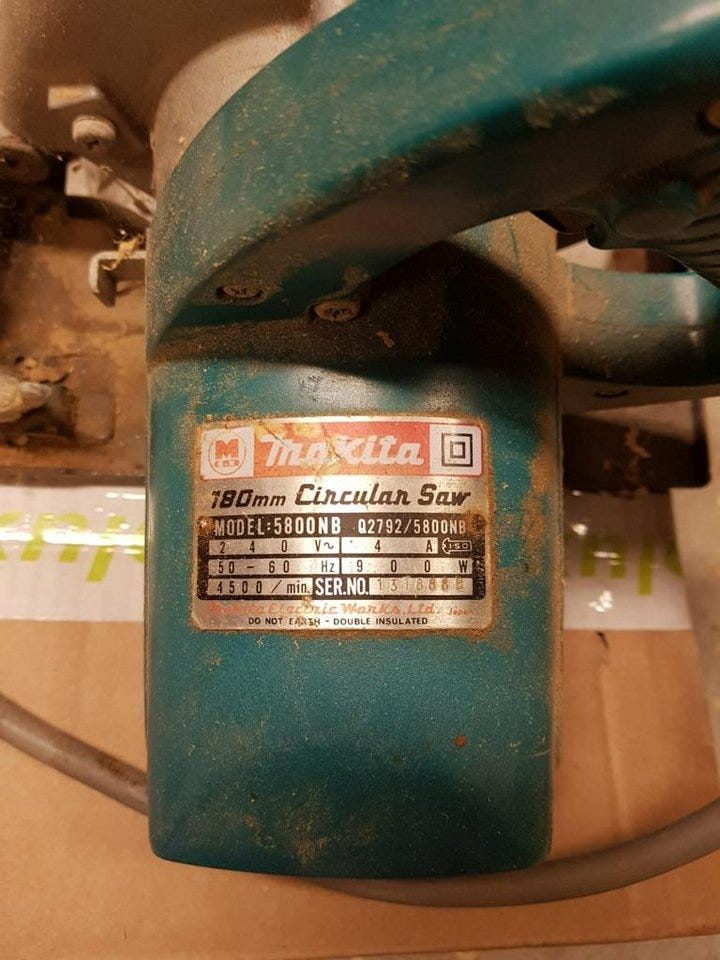 M
Makita
180mm Circular Saw
MODEL:5800NB Q2792/5800NB
240 V~ 4 A ISO
50-60 Hz 900 W
4500/min. SER.NO.
Makita Electric Works, Ltd. Japan
DO NOT EARTH - DOUBLE INSULATED